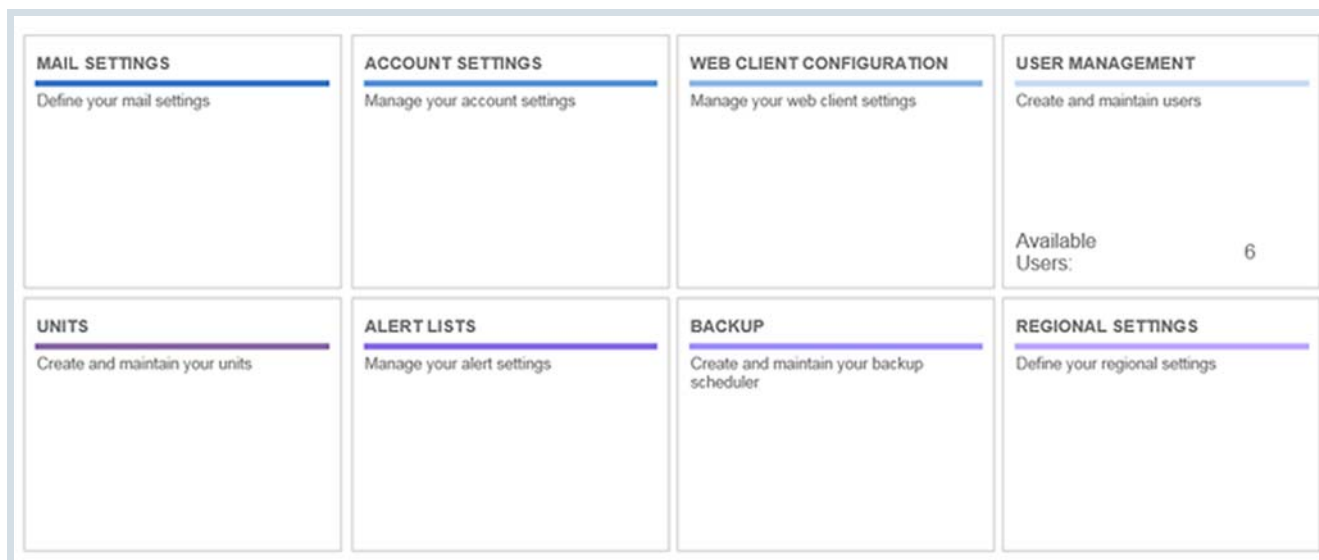 MAIL SETTINGS
Define your mail settings
ACCOUNT SETTINGS
Manage your account settings
WEB CLIENT CONFIGURATION
Manage your web client settings
USER MANAGEMENT
Create and maintain users
Available
Users:
6
UNITS
Create and maintain your units
ALERT LISTS
Manage your alert settings
BACKUP
Create and maintain your backup
scheduler
REGIONAL SETTINGS
Define your regional settings